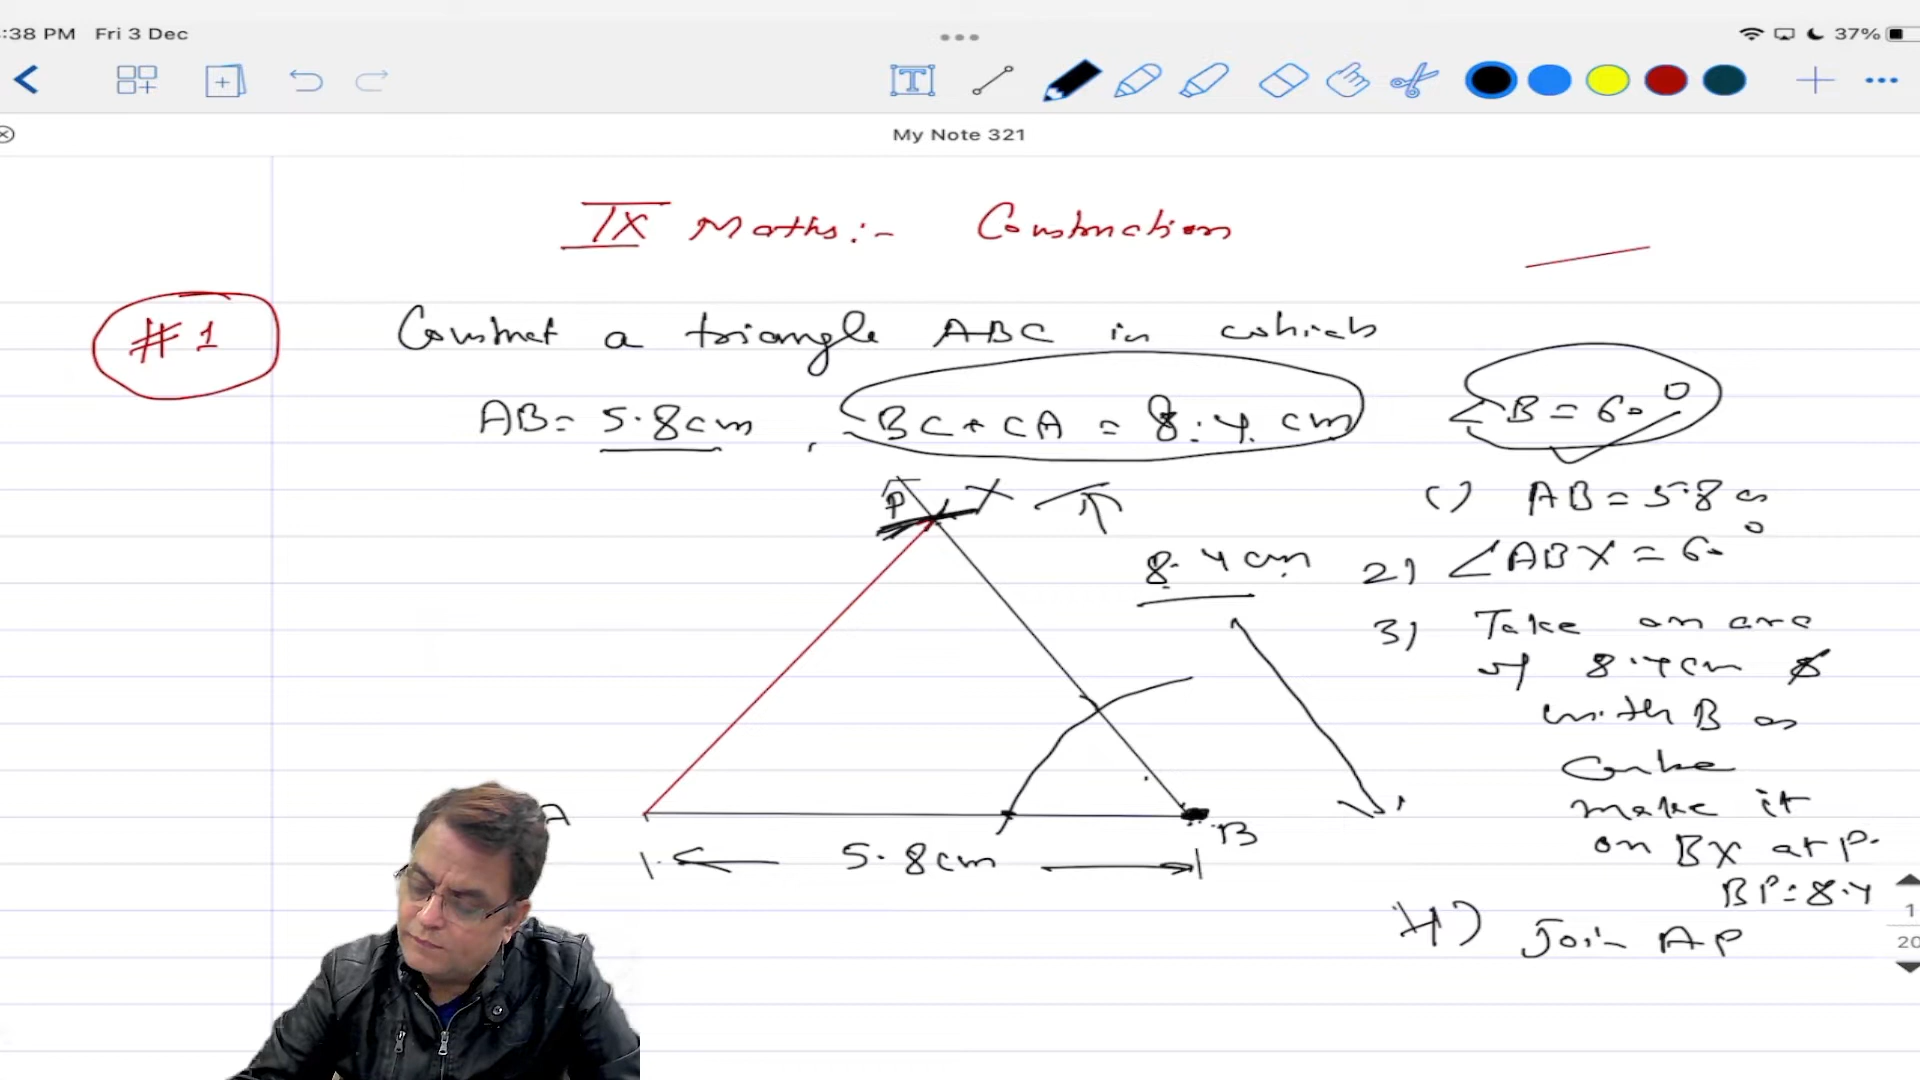 :38 PM Fri 3 Dec
37%
My Note 321
IX Maths:- Construction
#1
Construct a triangle ABC in which
AB = 5.8cm , BC + CA = 8.4 cm ∠B = 60°
P X
8.4 cm
A
B
5.8cm
1) AB = 5.8 cm
2) ∠ABX = 60°
3) Take an arc
of 8.4cm
with B as
make it
on BX at P.
BP = 8.4
4) Join AP
1
20